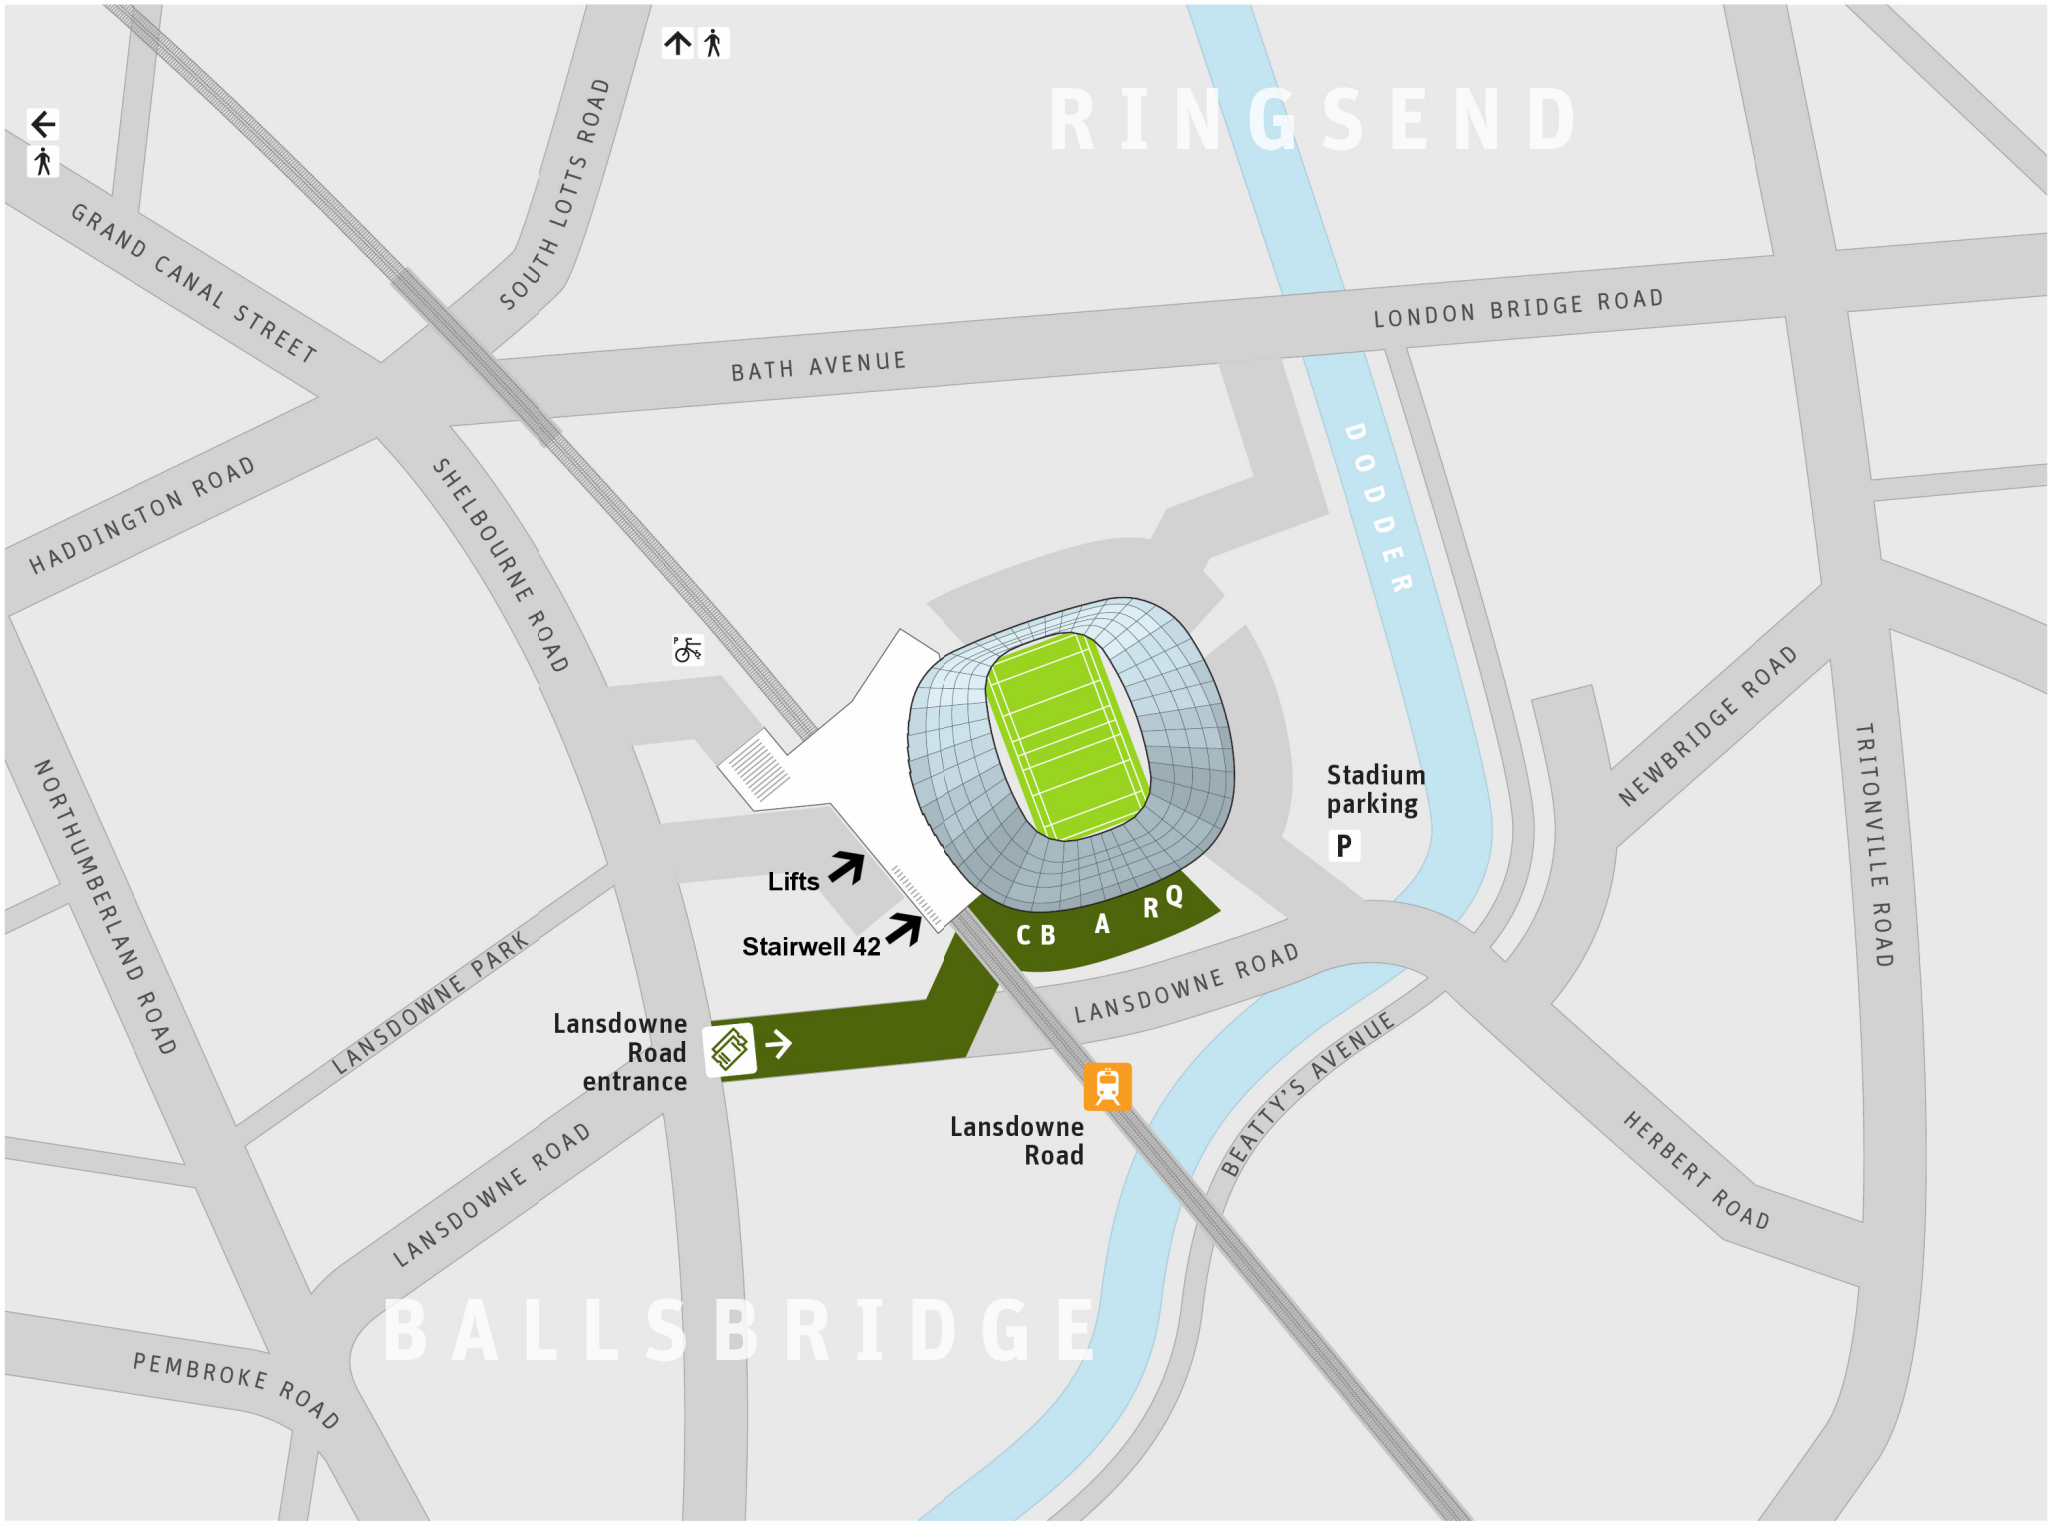 RINGSEND
SOUTH LOTTS ROAD
GRAND CANAL STREET
LONDON BRIDGE ROAD
BATH AVENUE
DODDER
HADDINGTON ROAD
SHELBOURNE ROAD
P
NEWBRIDGE ROAD
TRITONVILLE ROAD
NORTHUMBERLAND ROAD
Stadium
parking
P
Lifts
Stairwell 42
C B A R Q
LANSDOWNE PARK
LANSDOWNE ROAD
Lansdowne
Road
entrance
BEATTY'S AVENUE
Lansdowne
Road
HERBERT ROAD
LANSDOWNE ROAD
BALLSBRIDGE
PEMBROKE ROAD